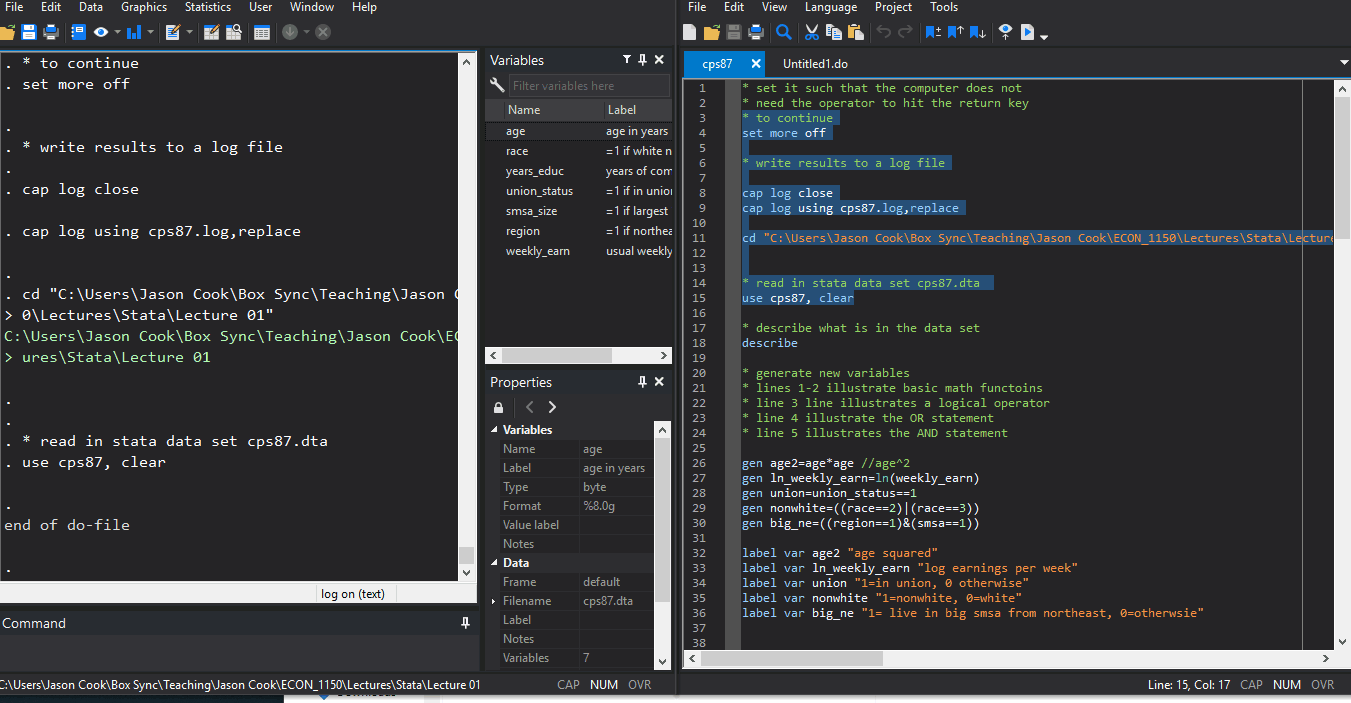 File Edit Data Graphics Statistics User Window Help
. * to continue
. set more off
.
. * write results to a log file
.
. cap log close
. cap log using cps87.log,replace
.
. cd "C:\Users\Jason Cook\Box Sync\Teaching\Jason C
> 0\Lectures\Stata\Lecture 01"
C:\Users\Jason Cook\Box Sync\Teaching\Jason Cook\EC
> ures\Stata\Lecture 01
.
.
. * read in stata data set cps87.dta
. use cps87, clear
.
end of do-file
.
log on (text)
Command
C:\Users\Jason Cook\Box Sync\Teaching\Jason Cook\ECON_1150\Lectures\Stata\Lecture 01 CAP NUM OVR
Variables
Filter variables here
Name Label
age age in years
race =1 if white n
years_educ years of com
union_status =1 if in union
smsa_size =1 if largest
region =1 if northea
weekly_earn usual weekly
Properties
Variables
Name age
Label age in years
Type byte
Format %8.0g
Value label
Notes
Data
Frame default
Filename cps87.dta
Label
Notes
Variables 7
File Edit View Language Project Tools
cps87 Untitled1.do
1 * set it such that the computer does not
2 * need the operator to hit the return key
3 * to continue
4 set more off
5
6 * write results to a log file
7
8 cap log close
9 cap log using cps87.log,replace
10
11 cd "C:\Users\Jason Cook\Box Sync\Teaching\Jason Cook\ECON_1150\Lectures\Stata\Lecture
12
13
14 * read in stata data set cps87.dta
15 use cps87, clear
16
17 * describe what is in the data set
18 describe
19
20 * generate new variables
21 * lines 1-2 illustrate basic math functoins
22 * line 3 line illustrates a logical operator
23 * line 4 illustrate the OR statement
24 * line 5 illustrates the AND statement
25
26 gen age2=age*age //age^2
27 gen ln_weekly_earn=ln(weekly_earn)
28 gen union=union_status==1
29 gen nonwhite=((race==2)|(race==3))
30 gen big_ne=((region==1)&(smsa==1))
31
32 label var age2 "age squared"
33 label var ln_weekly_earn "log earnings per week"
34 label var union "1=in union, 0 otherwise"
35 label var nonwhite "1=nonwhite, 0=white"
36 label var big_ne "1= live in big smsa from northeast, 0=otherwsie"
37
38
Line: 15, Col: 17 CAP NUM OVR